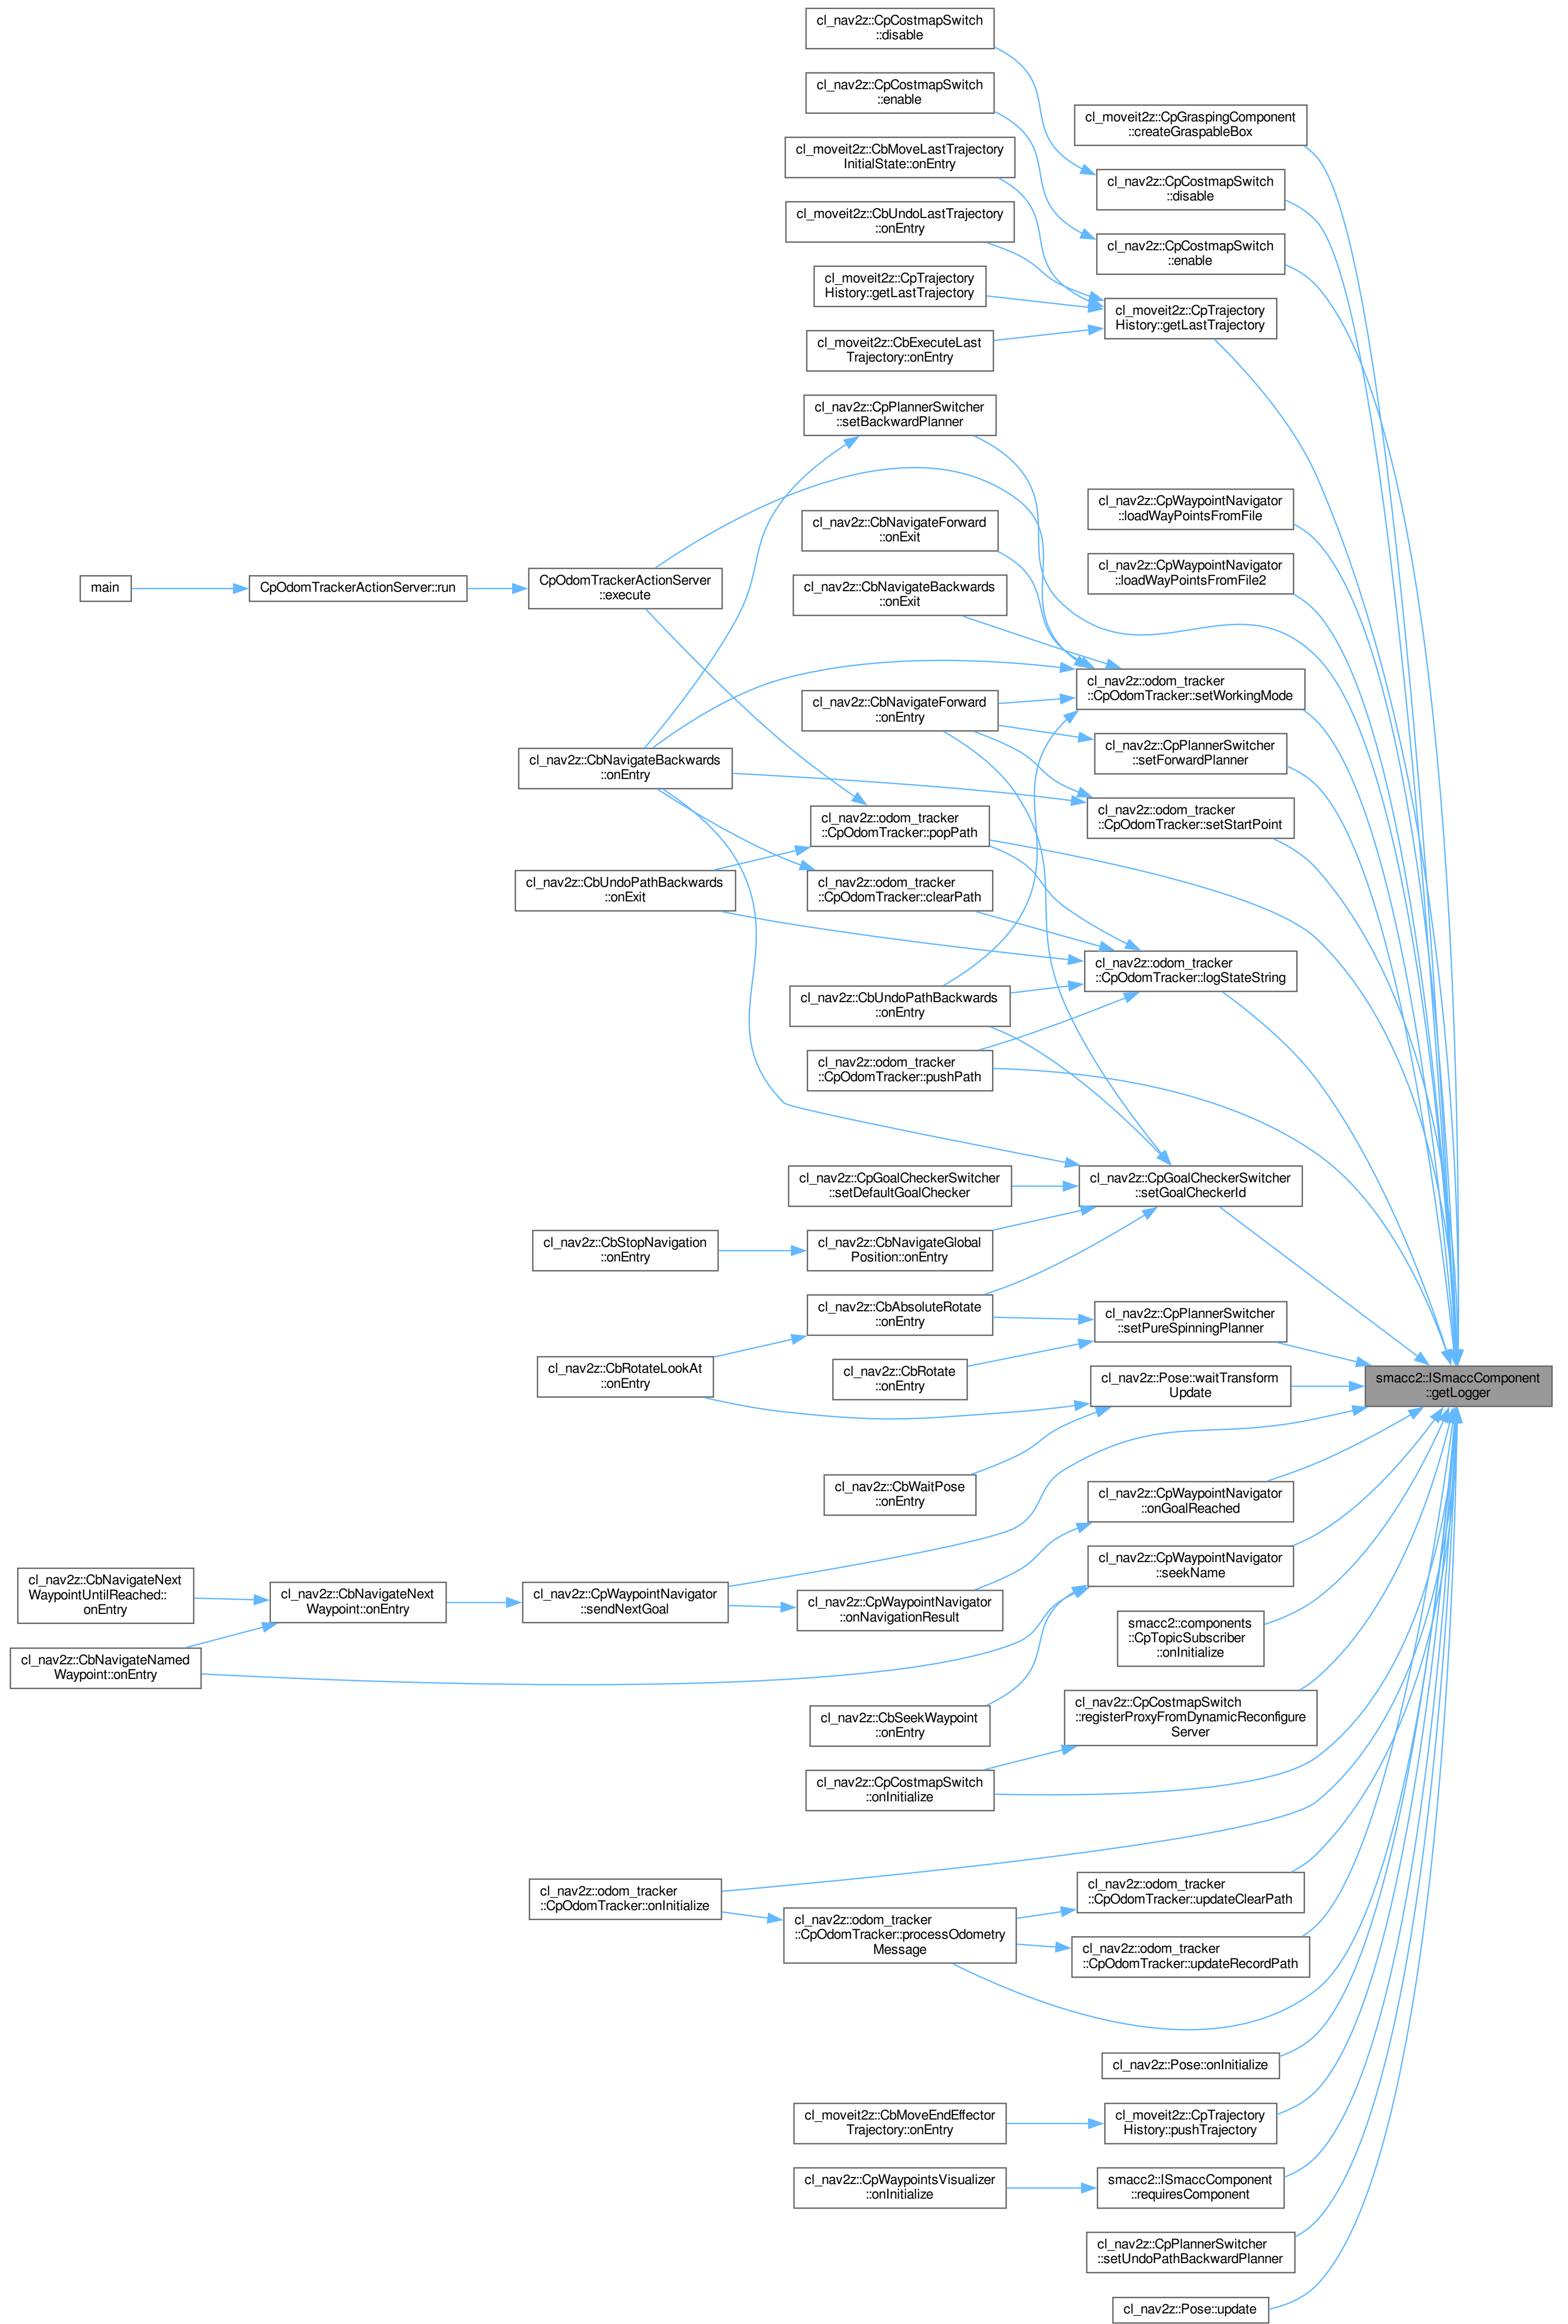 cl_nav2z::CpCostmapSwitch
::disable
cl_nav2z::CpCostmapSwitch
::enable
cl_moveit2z::CpGraspingComponent
::createGraspableBox
cl_moveit2z::CbMoveLastTrajectory
InitialState::onEntry
cl_nav2z::CpCostmapSwitch
::disable
cl_moveit2z::CbUndoLastTrajectory
::onEntry
cl_nav2z::CpCostmapSwitch
::enable
cl_moveit2z::CpTrajectory
History::getLastTrajectory
cl_moveit2z::CpTrajectory
History::getLastTrajectory
cl_moveit2z::CbExecuteLast
Trajectory::onEntry
cl_nav2z::CpPlannerSwitcher
::setBackwardPlanner
cl_nav2z::CpWaypointNavigator
::loadWayPointsFromFile
cl_nav2z::CbNavigateForward
::onExit
cl_nav2z::CpWaypointNavigator
::loadWayPointsFromFile2
main
CpOdomTrackerActionServer::run
CpOdomTrackerActionServer
::execute
cl_nav2z::CbNavigateBackwards
::onExit
cl_nav2z::odom_tracker
::CpOdomTracker::setWorkingMode
cl_nav2z::CbNavigateForward
::onEntry
cl_nav2z::CpPlannerSwitcher
::setForwardPlanner
cl_nav2z::CbNavigateBackwards
::onEntry
cl_nav2z::odom_tracker
::CpOdomTracker::setStartPoint
cl_nav2z::odom_tracker
::CpOdomTracker::popPath
cl_nav2z::CbUndoPathBackwards
::onExit
cl_nav2z::odom_tracker
::CpOdomTracker::clearPath
cl_nav2z::odom_tracker
::CpOdomTracker::logStateString
cl_nav2z::CbUndoPathBackwards
::onEntry
cl_nav2z::odom_tracker
::CpOdomTracker::pushPath
cl_nav2z::CpGoalCheckerSwitcher
::setDefaultGoalChecker
cl_nav2z::CpGoalCheckerSwitcher
::setGoalCheckerId
cl_nav2z::CbStopNavigation
::onEntry
cl_nav2z::CbNavigateGlobal
Position::onEntry
cl_nav2z::CbAbsoluteRotate
::onEntry
cl_nav2z::CpPlannerSwitcher
::setPureSpinningPlanner
cl_nav2z::CbRotateLookAt
::onEntry
cl_nav2z::CbRotate
::onEntry
cl_nav2z::Pose::waitTransform
Update
smacc2::ISmaccComponent
::getLogger
cl_nav2z::CbWaitPose
::onEntry
cl_nav2z::CpWaypointNavigator
::onGoalReached
cl_nav2z::CpWaypointNavigator
::seekName
cl_nav2z::CbNavigateNext
WaypointUntilReached::
onEntry
cl_nav2z::CbNavigateNext
Waypoint::onEntry
cl_nav2z::CpWaypointNavigator
::sendNextGoal
cl_nav2z::CpWaypointNavigator
::onNavigationResult
smacc2::components
::CpTopicSubscriber
::onInitialize
cl_nav2z::CbNavigateNamed
Waypoint::onEntry
cl_nav2z::CbSeekWaypoint
::onEntry
cl_nav2z::CpCostmapSwitch
::registerProxyFromDynamicReconfigure
Server
cl_nav2z::CpCostmapSwitch
::onInitialize
cl_nav2z::odom_tracker
::CpOdomTracker::onInitialize
cl_nav2z::odom_tracker
::CpOdomTracker::updateClearPath
cl_nav2z::odom_tracker
::CpOdomTracker::processOdometry
Message
cl_nav2z::odom_tracker
::CpOdomTracker::updateRecordPath
cl_nav2z::Pose::onInitialize
cl_moveit2z::CbMoveEndEffector
Trajectory::onEntry
cl_moveit2z::CpTrajectory
History::pushTrajectory
cl_nav2z::CpWaypointsVisualizer
::onInitialize
smacc2::ISmaccComponent
::requiresComponent
cl_nav2z::CpPlannerSwitcher
::setUndoPathBackwardPlanner
cl_nav2z::Pose::update